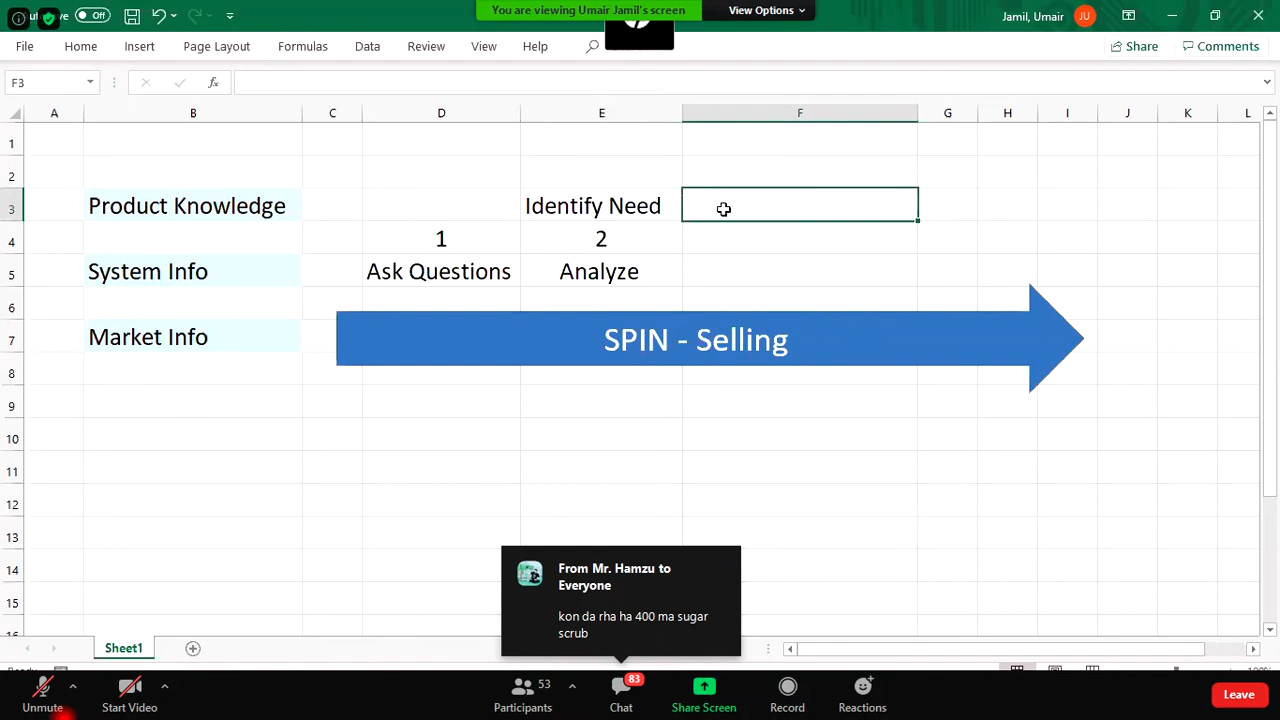 Off
You are viewing Umair Jamil's screen
View Options
Jamil, Umair
JU
File Home Insert Page Layout Formulas Data Review View Help Share Comments
F3
fx
A B C D E F G H I J K L
1
2
3 Product Knowledge Identify Need
4 1 2
5 System Info Ask Questions Analyze
6
7 Market Info SPIN - Selling
8
9
10
11
12
13
14
15
16
From Mr. Hamzu to
Everyone
kon da rha ha 400 ma sugar
scrub
Sheet1
53
83
Unmute Start Video Participants Chat Share Screen Record Reactions Leave